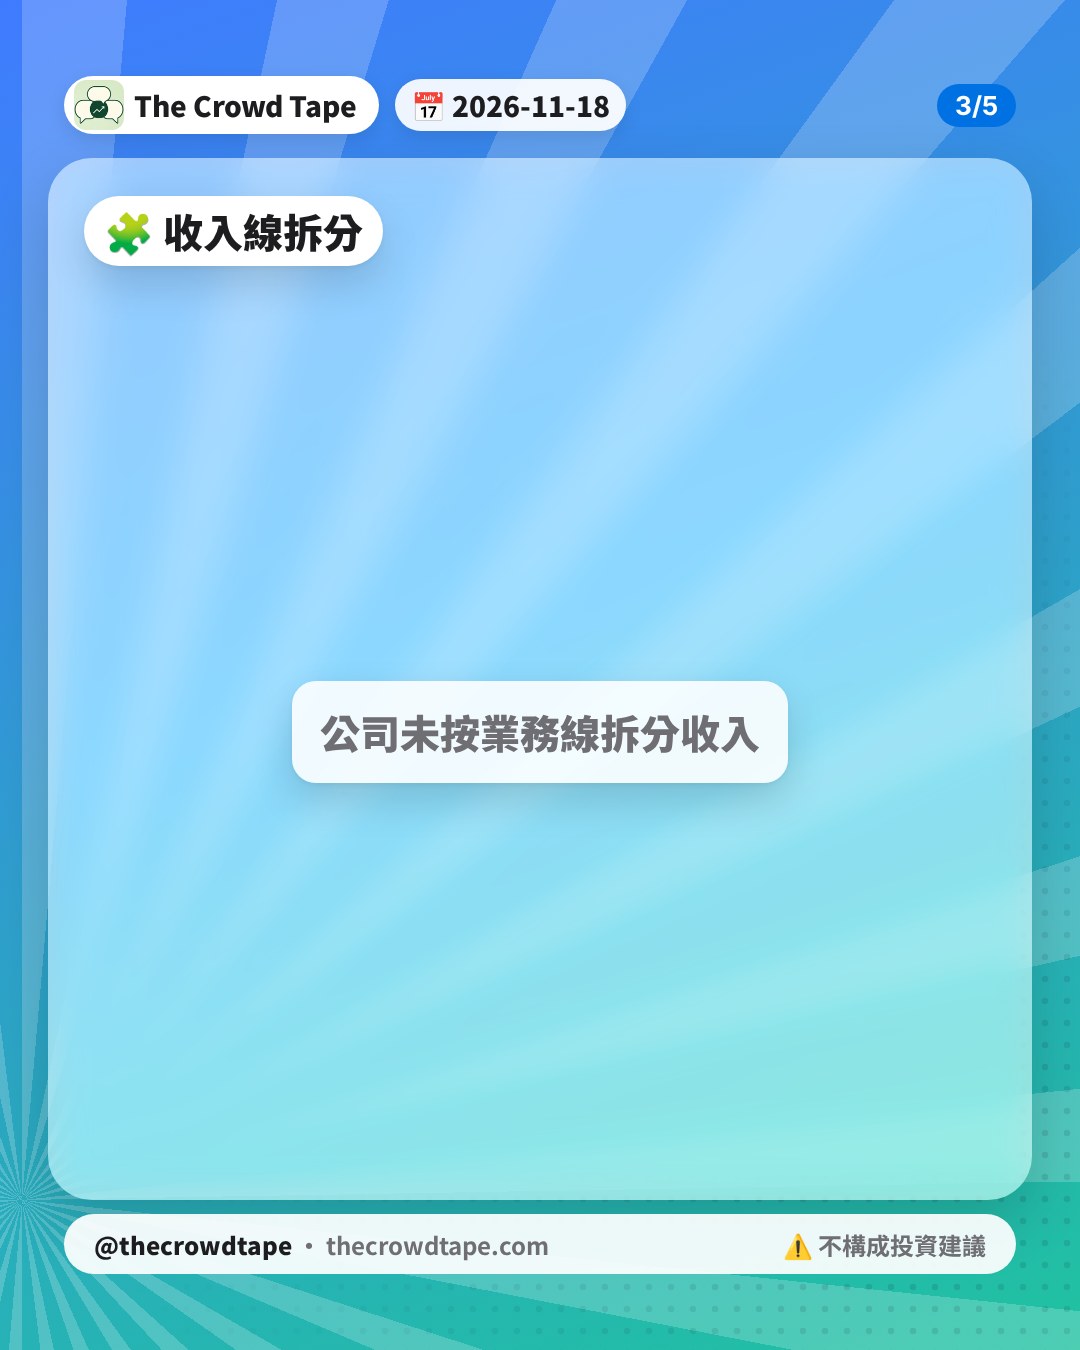 The Crowd Tape
📅 2026-11-18
3/5
🧩 收入線拆分
公司未按業務線拆分收入
@thecrowdtape • thecrowdtape.com
⚠️ 不構成投資建議